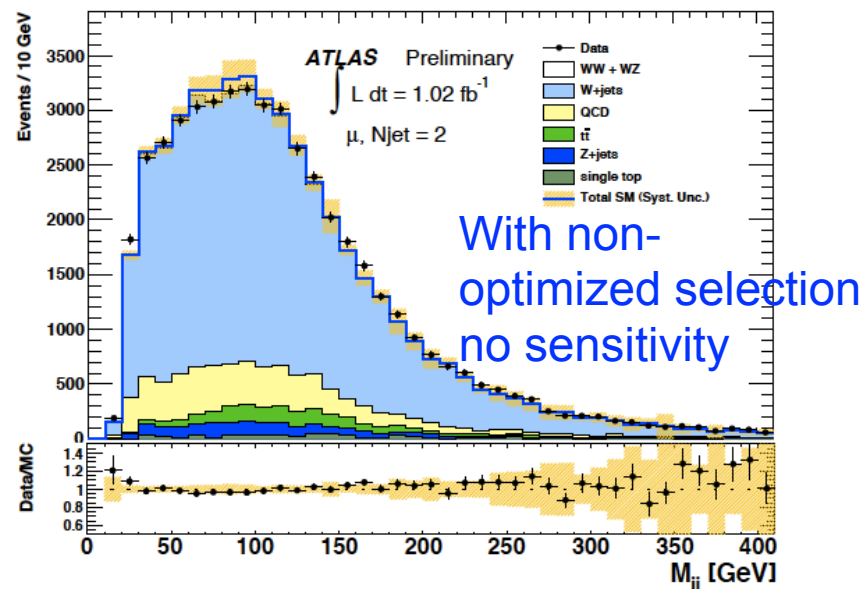 Events / 10 GeV
3500
3000
2500
2000
1500
1000
500
0
ATLAS Preliminary
∫ L dt = 1.02 fb⁻¹
μ, Njet = 2
Data
WW + WZ
W+jets
QCD
tt̄
Z+jets
single top
Total SM (Syst. Unc.)
With non-
optimized selection
no sensitivity
Data/MC
1.4
1.2
1
0.8
0.6
0 50 100 150 200 250 300 350 400
M_jj [GeV]